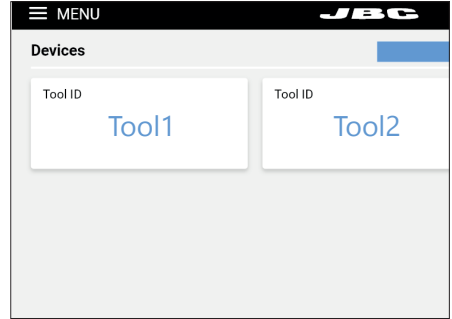 MENU
JBC
Devices
Tool ID
Tool1
Tool ID
Tool2